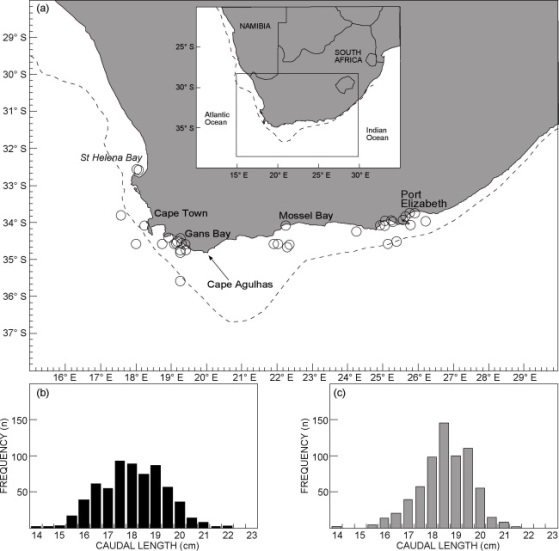 (a)
NAMIBIA
SOUTH
AFRICA
Atlantic
Ocean
Indian
Ocean
25° S
30° S
35° S
15° E
20° E
25° E
30° E
29° S
30° S
31° S
32° S
33° S
34° S
35° S
36° S
37° S
St Helena Bay
Cape Town
Gans Bay
Mossel Bay
Port
Elizabeth
Cape Agulhas
16° E 17° E 18° E 19° E 20° E 21° E 22° E 23° E 24° E 25° E 26° E 27° E 28° E 29° E
(b)
FREQUENCY (n)
150
100
50
14 15 16 17 18 19 20 21 22 23
CAUDAL LENGTH (cm)
(c)
FREQUENCY (n)
150
100
50
14 15 16 17 18 19 20 21 22 23
CAUDAL LENGTH (cm)